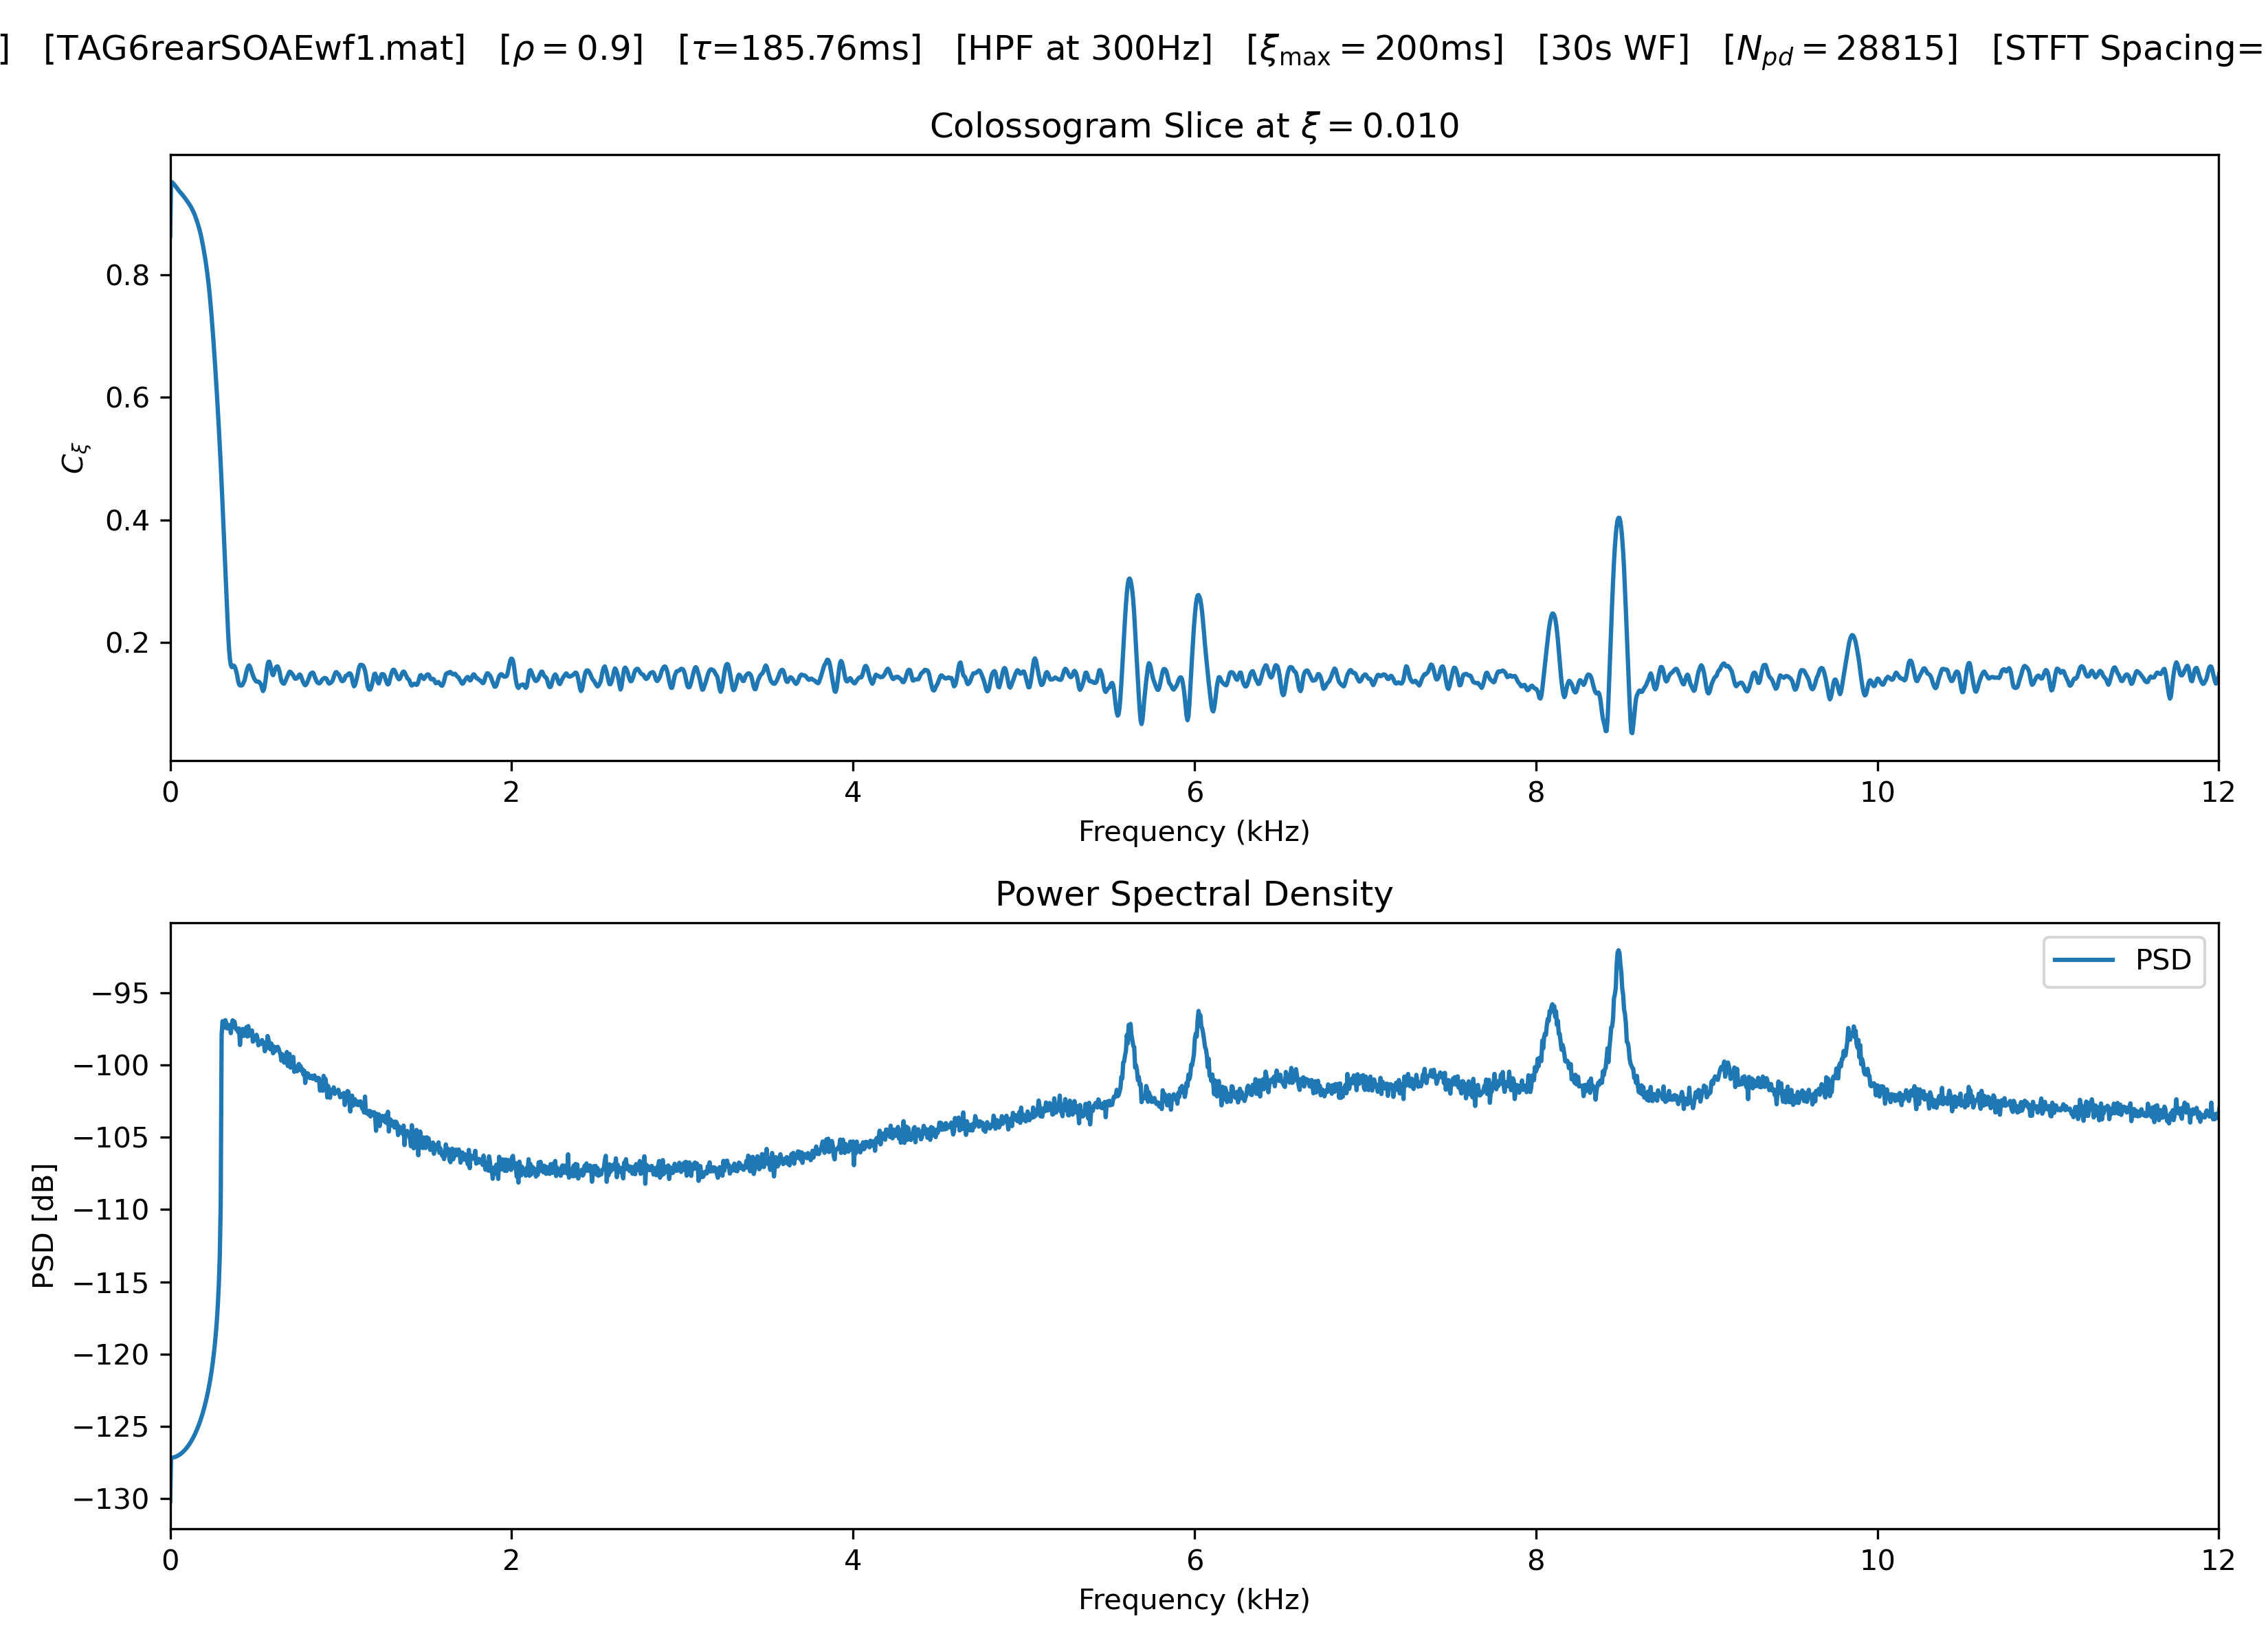 ] [TAG6rearSOAEwf1.mat] [ρ = 0.9] [τ=185.76ms] [HPF at 300Hz] [ξmax = 200ms] [30s WF] [Npd = 28815] [STFT Spacing=
Colossogram Slice at ξ = 0.010
0.8
0.6
0.4
0.2
Cξ
0 2 4 6 8 10 12
Frequency (kHz)
Power Spectral Density
PSD
−95
−100
−105
−110
−115
−120
−125
−130
PSD [dB]
0 2 4 6 8 10 12
Frequency (kHz)